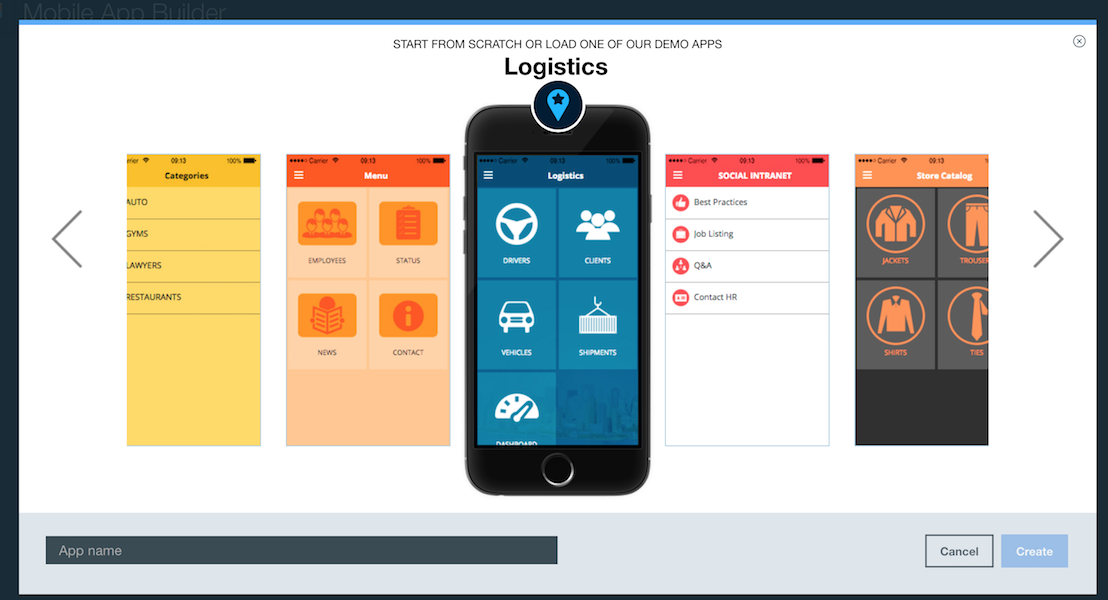 Mobile App Builder
START FROM SCRATCH OR LOAD ONE OF OUR DEMO APPS
Logistics
rrier 09:13 100%
Categories
AUTO
GYMS
LAWYERS
RESTAURANTS
Carrier 09:13 100%
Menu
EMPLOYEES STATUS
NEWS CONTACT
Carrier 09:13 100%
Logistics
DRIVERS CLIENTS
VEHICLES SHIPMENTS
DASHBOARD
Carrier 09:13 100%
SOCIAL INTRANET
Best Practices
Job Listing
Q&A
Contact HR
Carrier 09:13 1
Store Catalog
JACKETS TROUSER
SHIRTS TIES
App name
Cancel Create